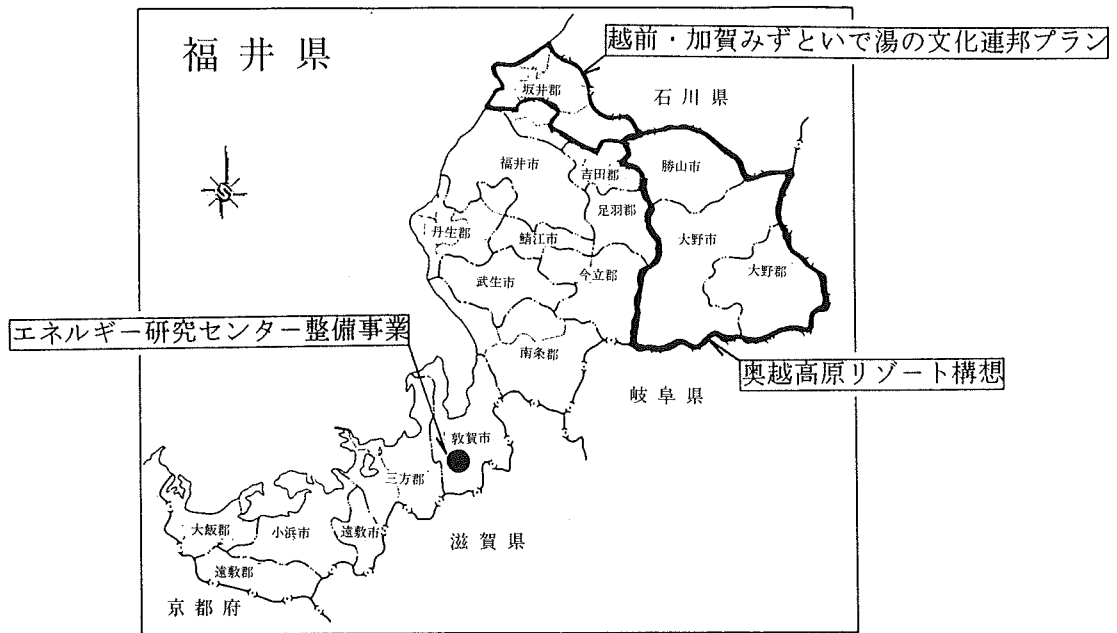 福井県
越前・加賀みずといで湯の文化連邦プラン
坂井郡
石川県
福井市
吉田郡
勝山市
足羽郡
丹生郡
鯖江市
大野市
大野郡
武生市
今立郡
エネルギー研究センター整備事業
南条郡
奥越高原リゾート構想
岐阜県
敦賀市
三方郡
大飯郡
小浜市
遠敷市
滋賀県
遠敷郡
京都府